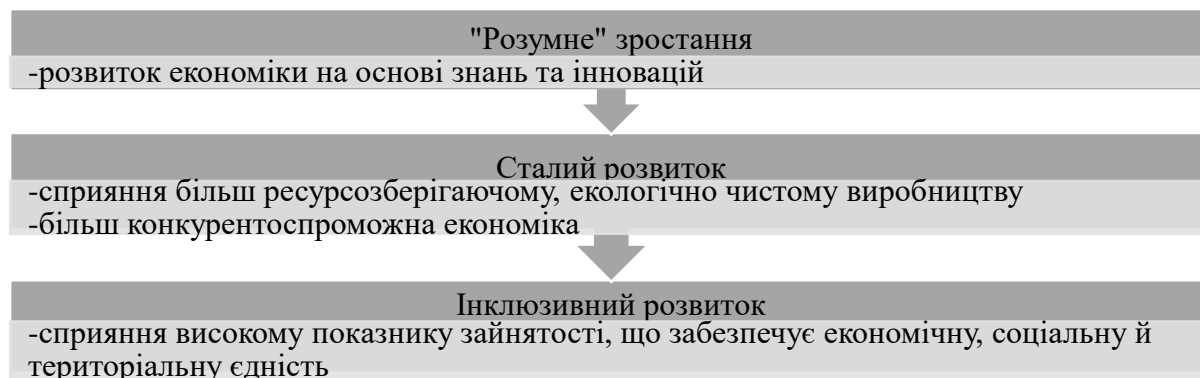 "Розумне" зростання
-розвиток економіки на основі знань та інновацій
Сталий розвиток
-сприяння більш ресурсозберігаючому, екологічно чистому виробництву
-більш конкурентоспроможна економіка
Інклюзивний розвиток
-сприяння високому показнику зайнятості, що забезпечує економічну, соціальну й
територіальну єдність